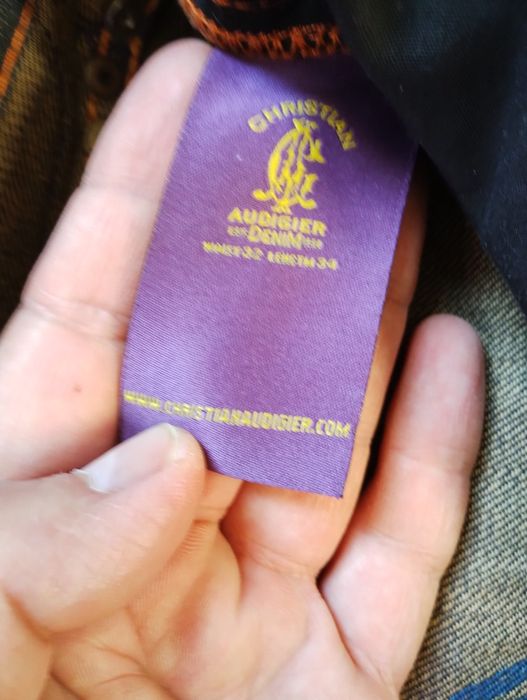 CHRISTIAN
AUDIGIER
DENIM
WAIST 32 LENGTH 34
WWW.CHRISTIANAUDIGIER.COM